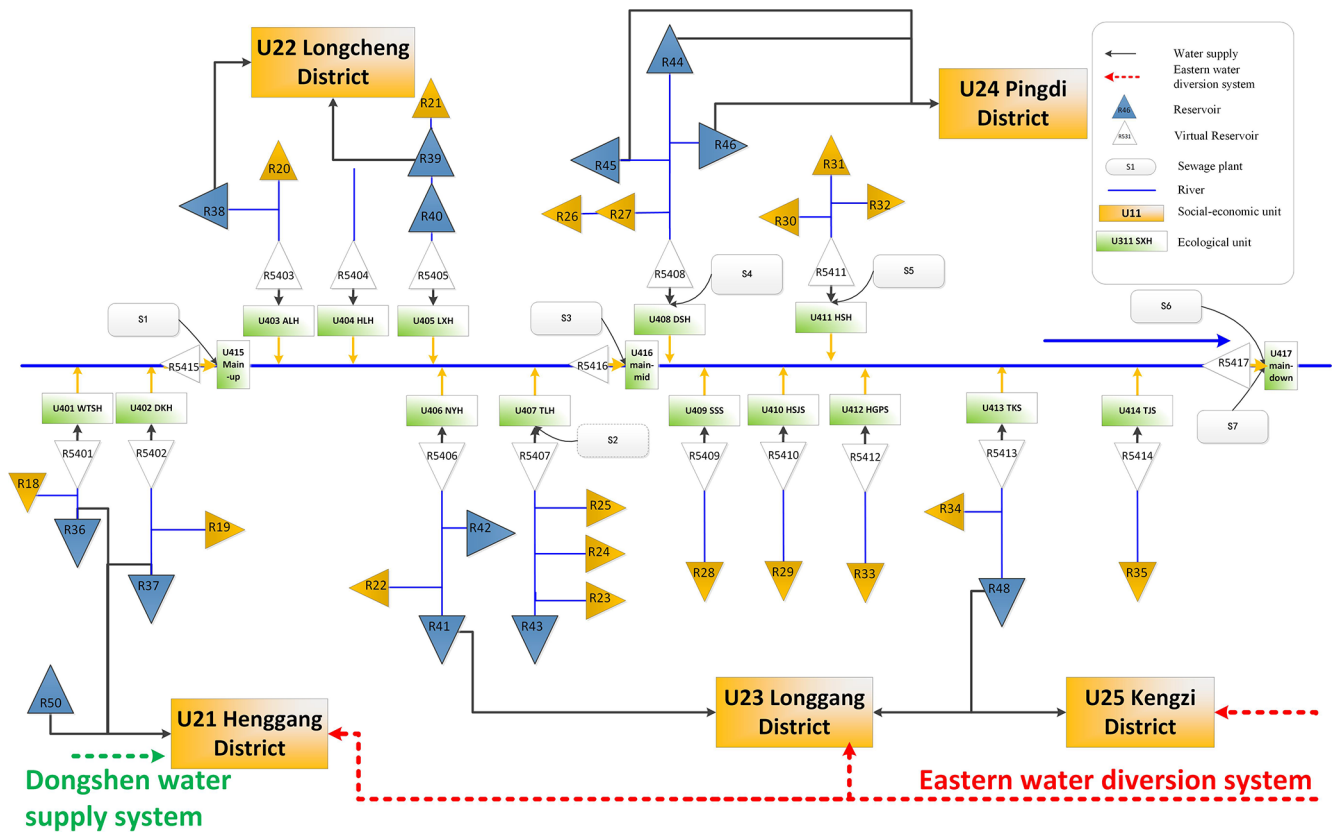 U22 Longcheng
District
R44
U24 Pingdi
District
R21
R39
R20
R38
R40
R45
R46
R26
R27
R31
R30
R32
Water supply
Eastern water
diversion system
R46
Reservoir
R531
Virtual Reservoir
S1
Sewage plant
River
U11
Social-economic unit
U311 SXH
Ecological unit
R5403
R5404
R5405
R5408
S4
R5411
S5
S1
U403 ALH
U404 HLH
U405 LXH
S3
U408 DSH
U411 HSH
S6
R5415
U415
Main
-up
R5416
U416
main-
mid
R5417
U417
main-
down
U401 WTSH
U402 DKH
U406 NYH
U407 TLH
U409 SSS
U410 HSJS
U412 HGPS
U413 TKS
U414 TJS
S2
S7
R5401
R5402
R5406
R5407
R5409
R5410
R5412
R5413
R5414
R18
R36
R19
R37
R42
R22
R41
R25
R24
R23
R43
R28
R29
R33
R34
R48
R35
R50
U21 Henggang
District
U23 Longgang
District
U25 Kengzi
District
Dongshen water
supply system
Eastern water diversion system